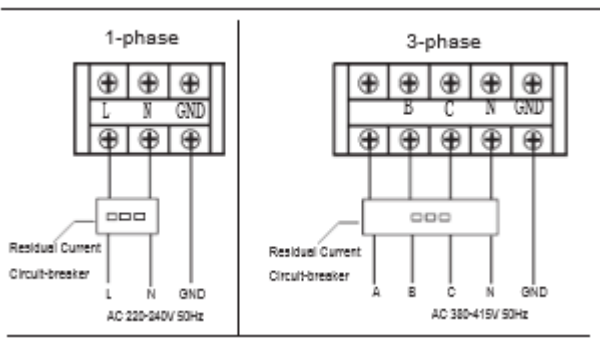 1-phase
L N GND
Residual Current
Circuit-breaker
L N GND
AC 220-240V 50Hz
3-phase
B C N GND
Residual Current
Circuit-breaker
A B C N GND
AC 380-415V 50Hz